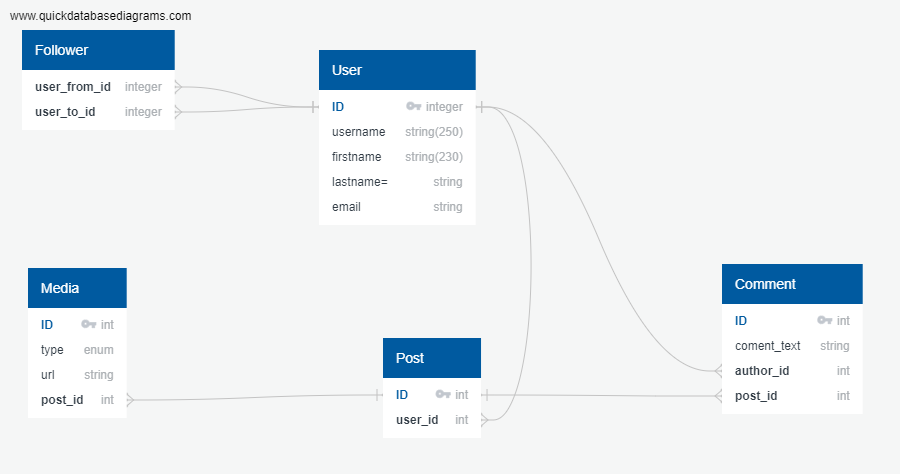 www.quickdatabasediagrams.com
Follower
user_from_id integer
user_to_id integer
User
ID integer
username string(250)
firstname string(230)
lastname= string
email string
Media
ID int
type enum
url string
post_id int
Post
ID int
user_id int
Comment
ID int
coment_text string
author_id int
post_id int